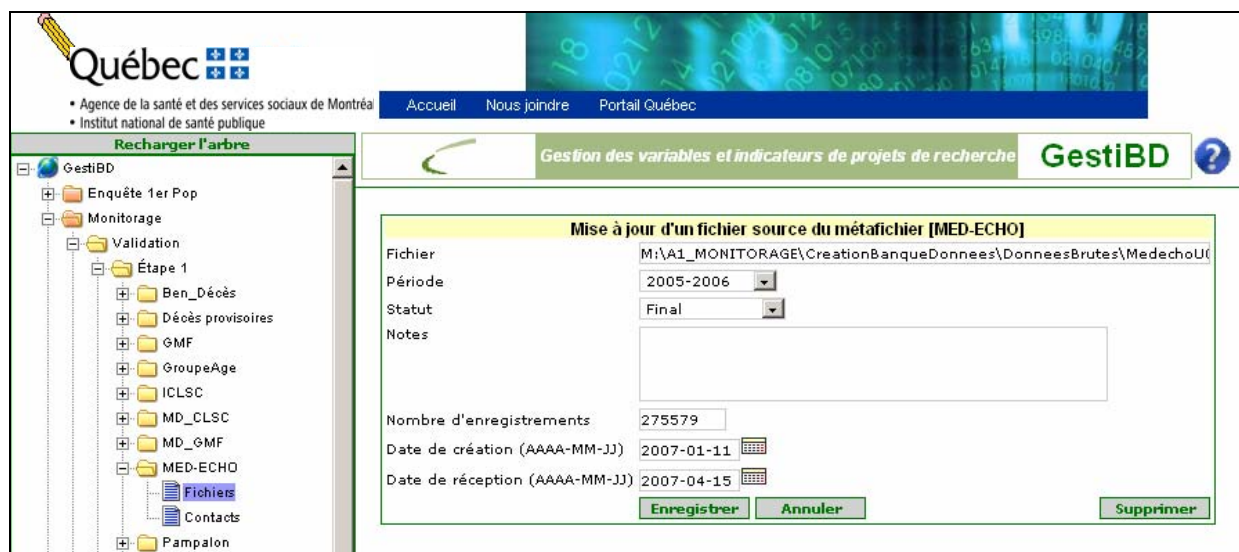 Québec
• Agence de la santé et des services sociaux de Montréal
• Institut national de santé publique
Accueil Nous joindre Portail Québec
Recharger l'arbre
GestiBD
Enquête 1er Pop
Monitorage
Validation
Étape 1
Ben_Décès
Décès provisoires
GMF
GroupeAge
ICLSC
MD_CLSC
MD_GMF
MED-ECHO
Fichiers
Contacts
Pampalon
Gestion des variables et indicateurs de projets de recherche GestiBD ?
Mise à jour d'un fichier source du métafichier [MED-ECHO]
Fichier M:\A1_MONITORAGE\CreationBanqueDonnees\DonneesBrutes\MedechoU(
Période 2005-2006
Statut Final
Notes
Nombre d'enregistrements 275579
Date de création (AAAA-MM-JJ) 2007-01-11
Date de réception (AAAA-MM-JJ) 2007-04-15
Enregistrer Annuler Supprimer